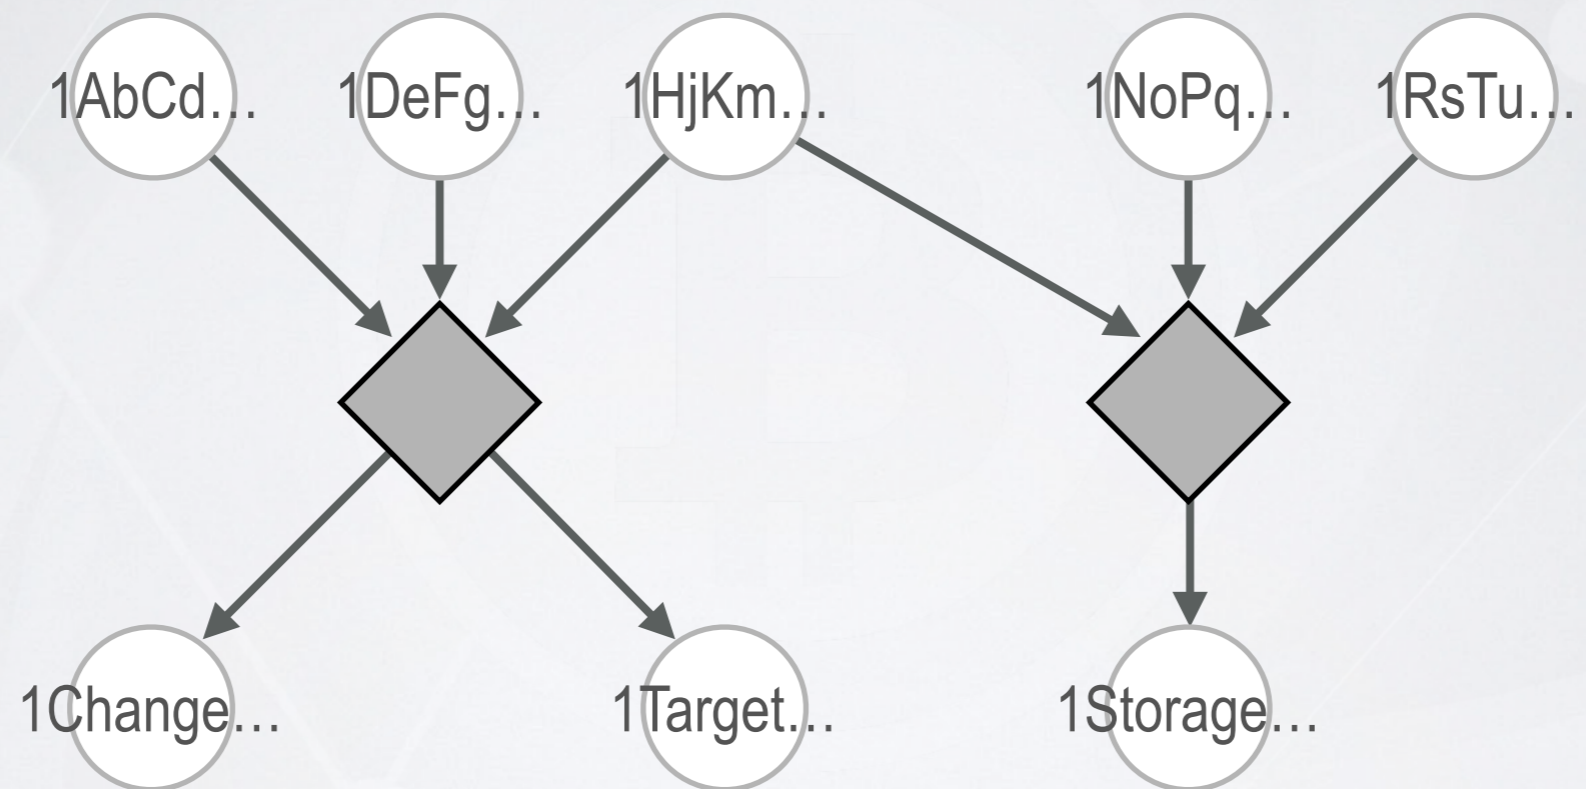 1AbCd…
1DeFg…
1HjKm…
1NoPq…
1RsTu…
1Change…
1Target…
1Storage…